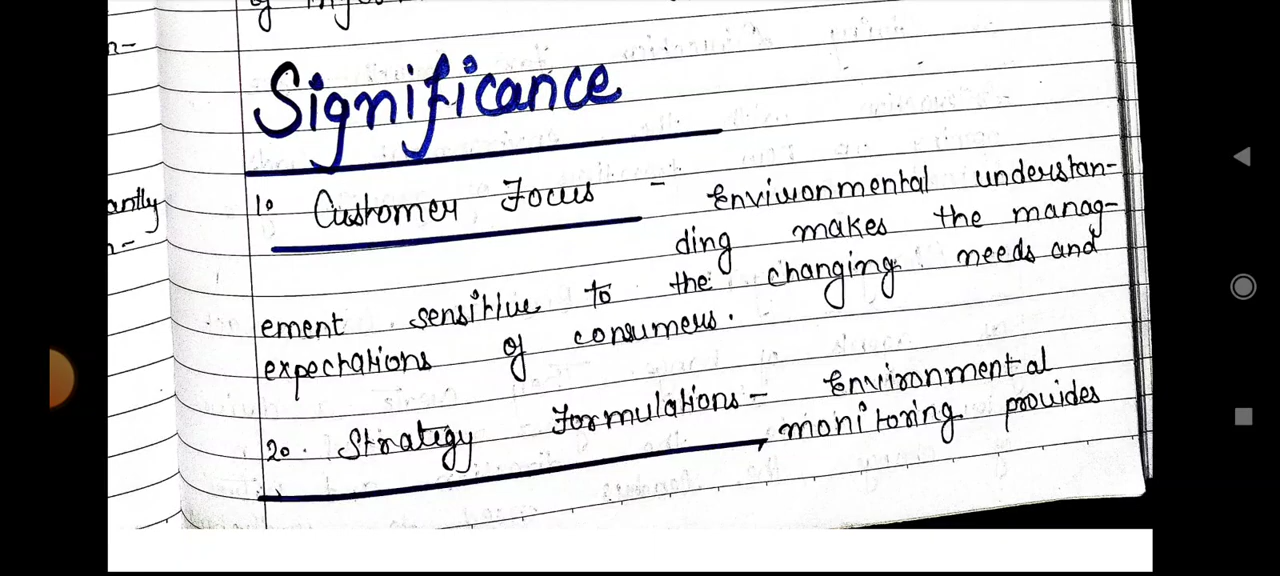 antly
Significance
1. Customer Focus - Environmental understan-
ding makes the manag-
ement sensitive to the changing needs and
expectations of consumers.
2. Strategy Formulations - Environmental
monitoring provides